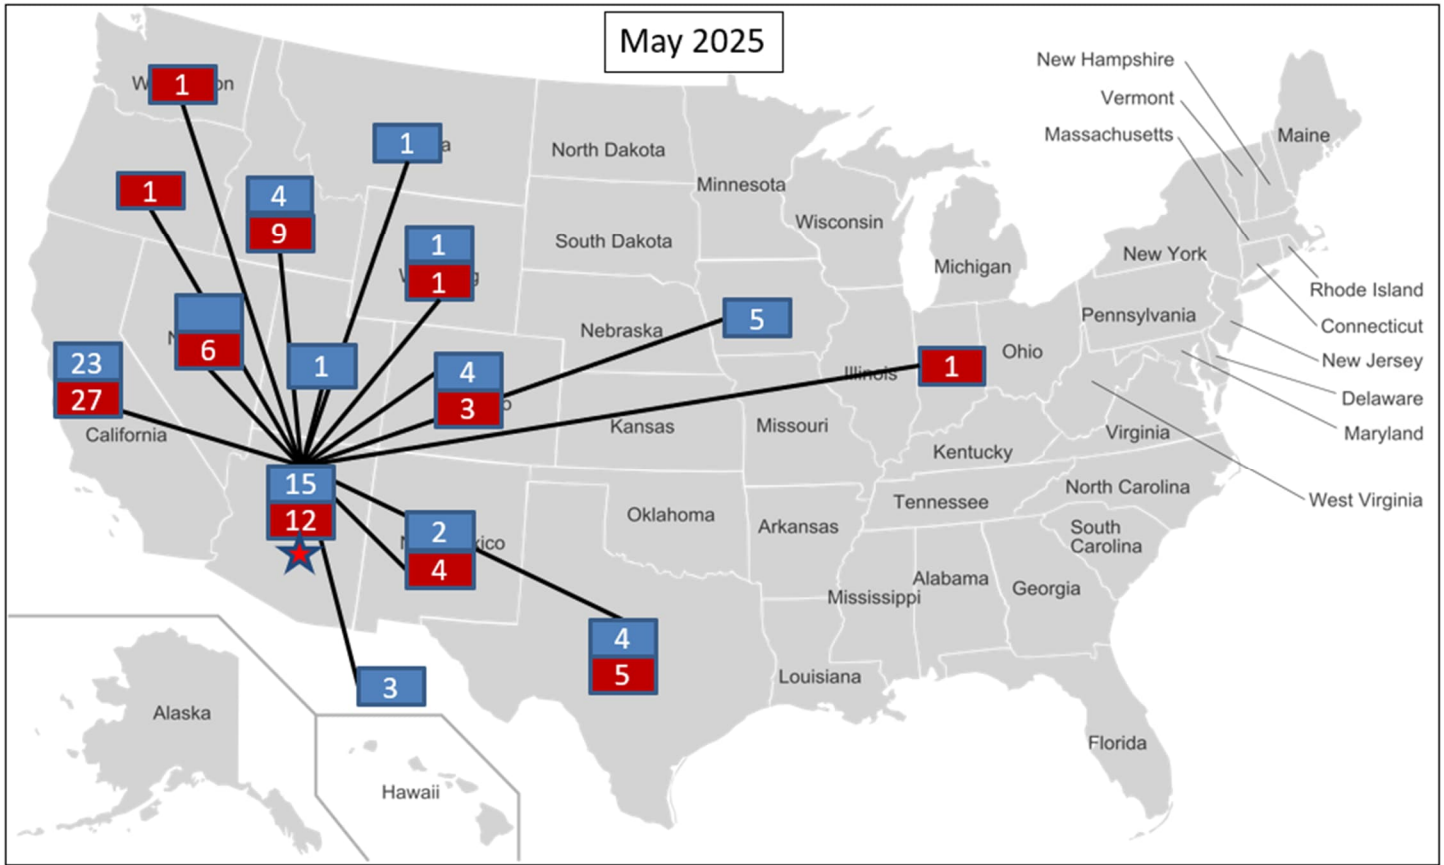 May 2025
New Hampshire
Vermont
Massachusetts
Maine
W
1
on
1
a
North Dakota
Minnesota
Wisconsin
1
4
9
South Dakota
Michigan
New York
1
1
W
g
Rhode Island
N
6
Nebraska
5
Pennsylvania
Connecticut
23
27
1
4
3
o
Illinois
1
Ohio
New Jersey
Delaware
California
Kansas
Missouri
Kentucky
Virginia
Maryland
15
12
Oklahoma
Arkansas
Tennessee
North Carolina
West Virginia
South
Carolina
N
2
4
xico
Mississippi
Alabama
Georgia
4
5
Louisiana
3
Alaska
Florida
Hawaii